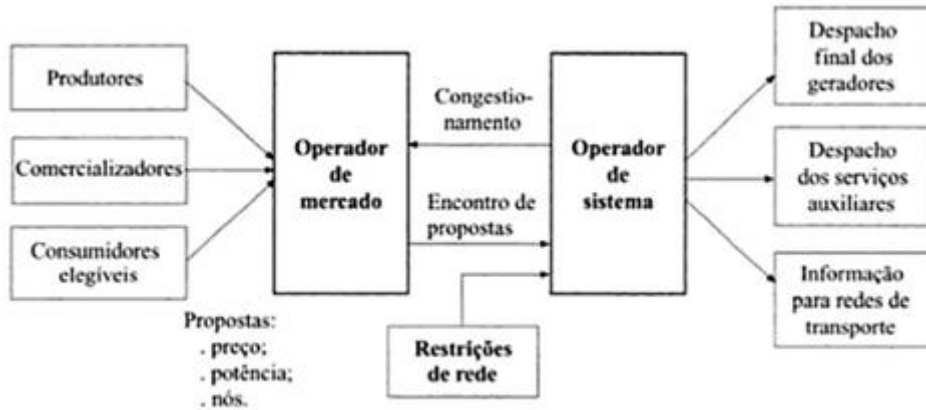 Produtores
Comercializadores
Consumidores
elegíveis
Propostas:
. preço;
. potência;
. nós.
Operador
de
mercado
Congestio-
namento
Encontro de
propostas
Restrições
de rede
Operador
de
sistema
Despacho
final dos
geradores
Despacho
dos serviços
auxiliares
Informação
para redes de
transporte